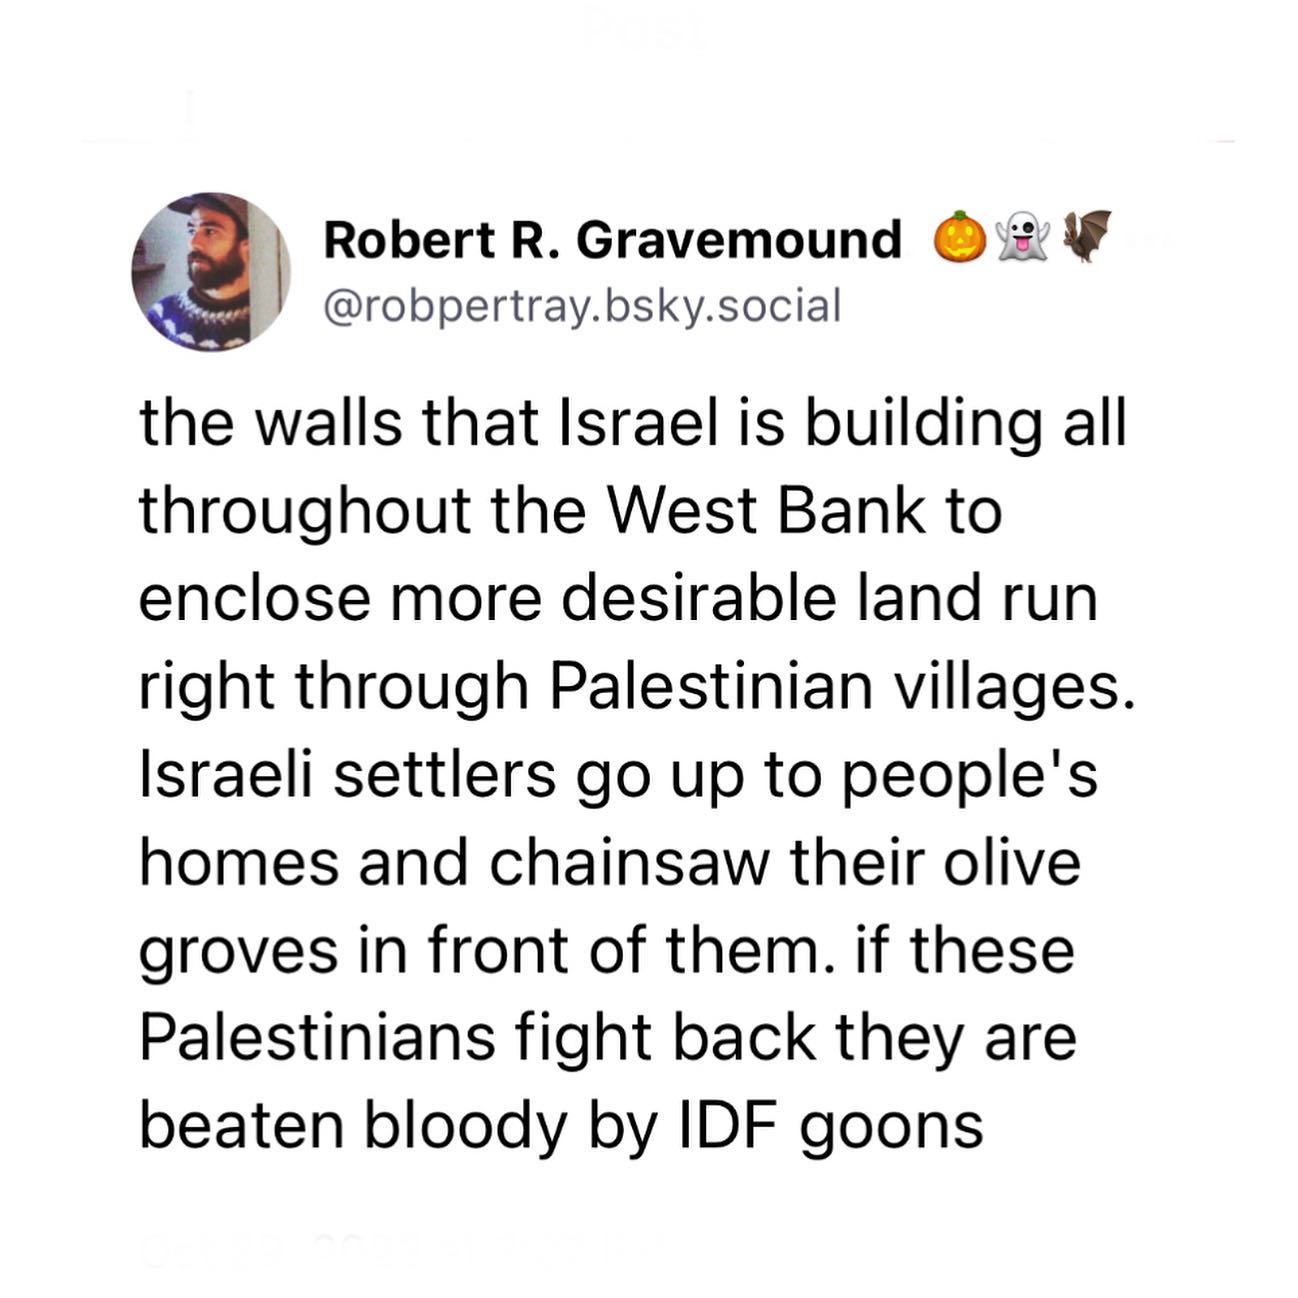 Post
Robert R. Gravemound 🎃👻🦇
@robpertray.bsky.social
the walls that Israel is building all
throughout the West Bank to
enclose more desirable land run
right through Palestinian villages.
Israeli settlers go up to people's
homes and chainsaw their olive
groves in front of them. if these
Palestinians fight back they are
beaten bloody by IDF goons